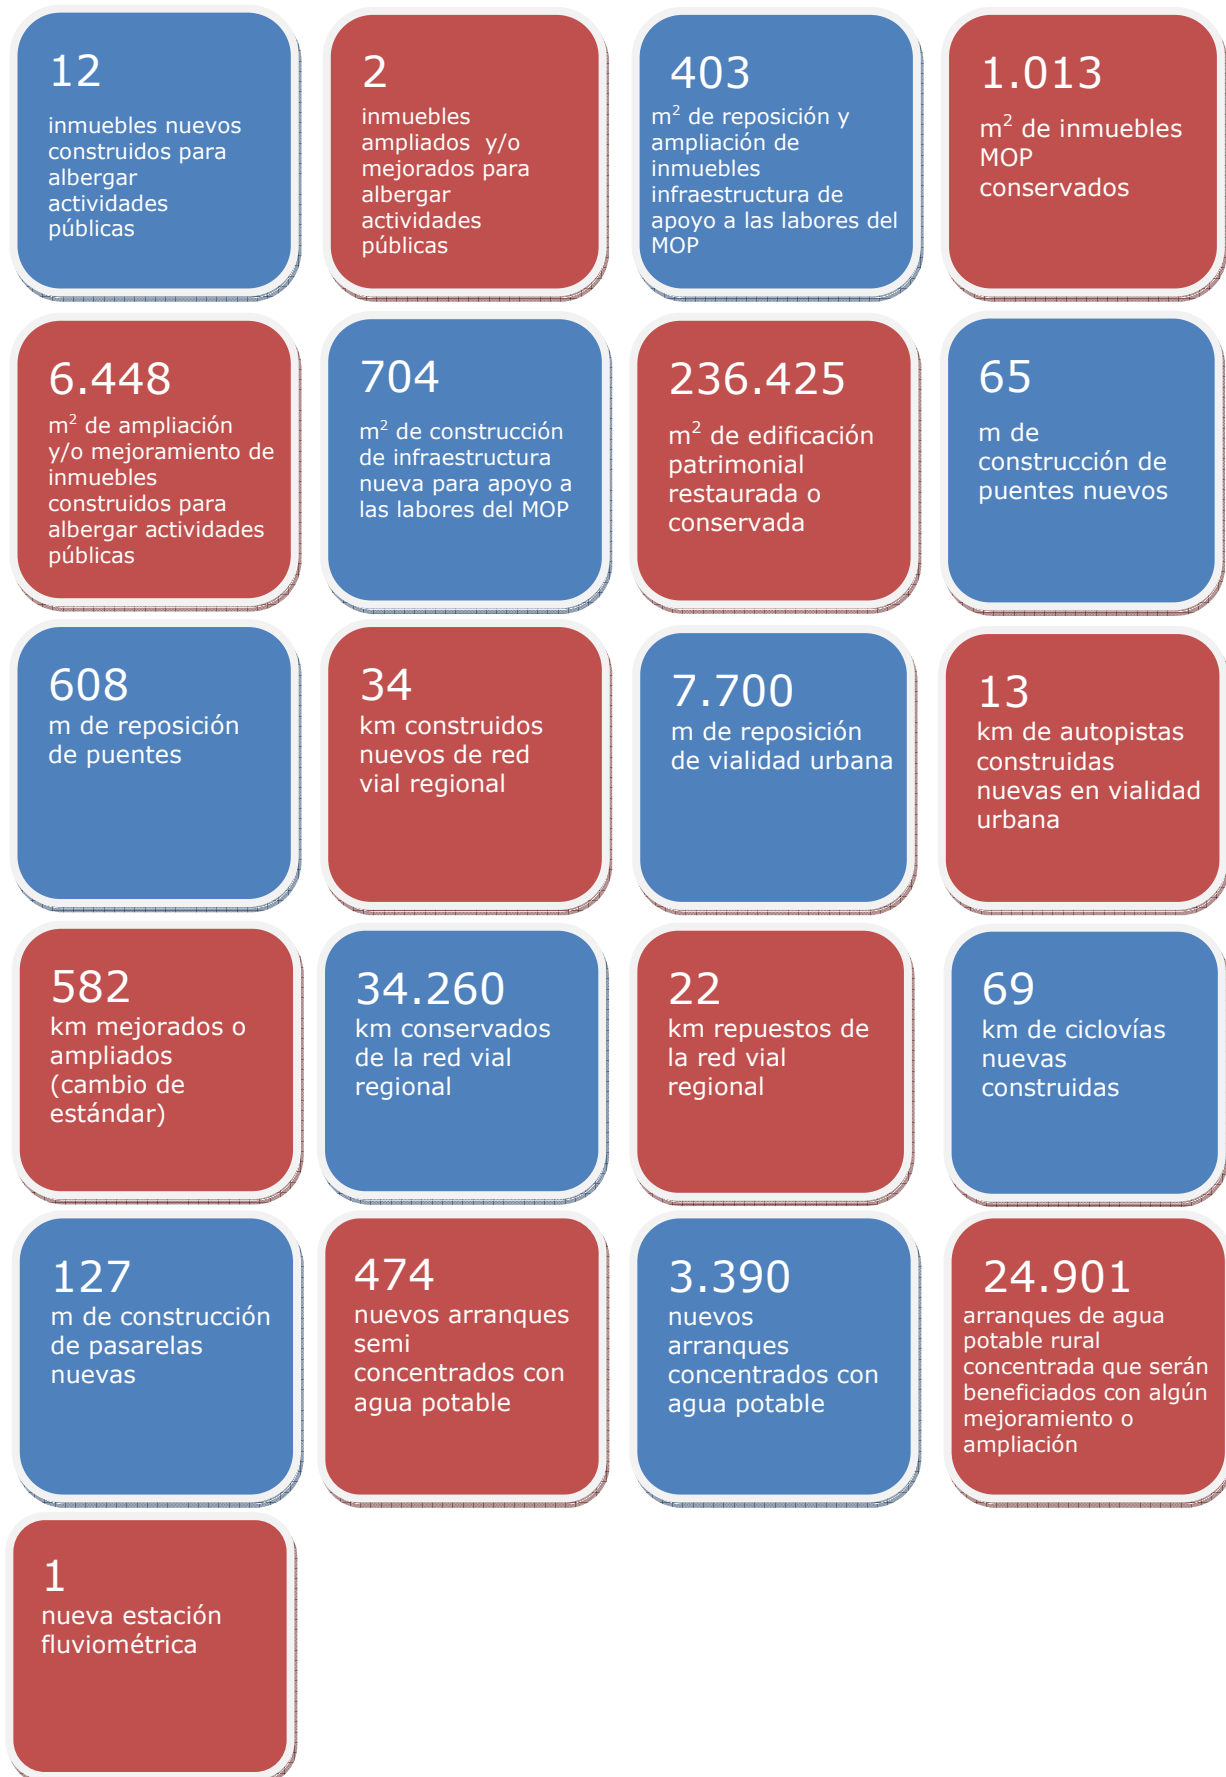 12
inmuebles nuevos
construidos para
albergar
actividades
públicas
2
inmuebles
ampliados y/o
mejorados para
albergar
actividades
públicas
403
m² de reposición y
ampliación de
inmuebles
infraestructura de
apoyo a las labores del
MOP
1.013
m² de inmuebles
MOP
conservados
6.448
m² de ampliación
y/o mejoramiento de
inmuebles
construidos para
albergar actividades
públicas
704
m² de construcción
de infraestructura
nueva para apoyo a
las labores del MOP
236.425
m² de edificación
patrimonial
restaurada o
conservada
65
m de
construcción de
puentes nuevos
608
m de reposición
de puentes
34
km construidos
nuevos de red
vial regional
7.700
m de reposición
de vialidad urbana
13
km de autopistas
construidas
nuevas en vialidad
urbana
582
km mejorados o
ampliados
(cambio de
estándar)
34.260
km conservados
de la red vial
regional
22
km repuestos de
la red vial
regional
69
km de ciclovías
nuevas
construidas
127
m de construcción
de pasarelas
nuevas
474
nuevos arranques
semi
concentrados con
agua potable
3.390
nuevos
arranques
concentrados con
agua potable
24.901
arranques de agua
potable rural
concentrada que serán
beneficiados con algún
mejoramiento o
ampliación
1
nueva estación
fluviométrica